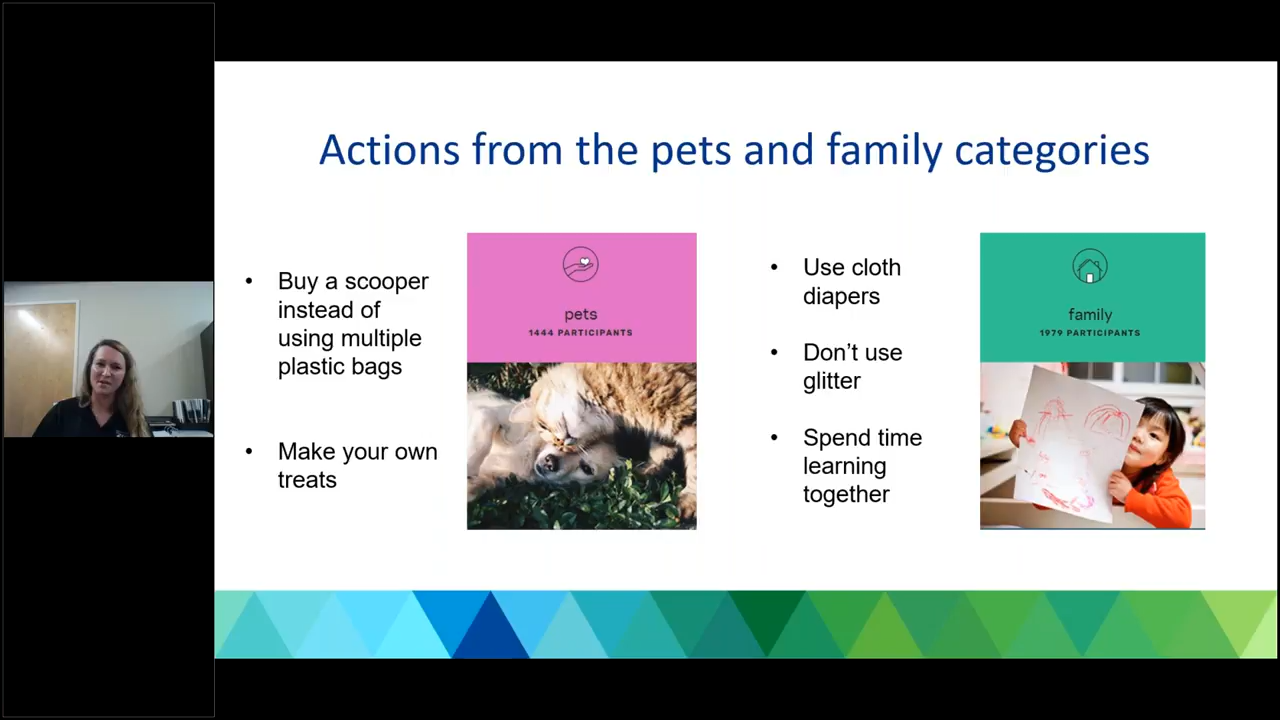 Actions from the pets and family categories
• Buy a scooper
instead of
using multiple
plastic bags
• Make your own
treats
pets
1444 PARTICIPANTS
• Use cloth
diapers
• Don’t use
glitter
• Spend time
learning
together
family
1979 PARTICIPANTS